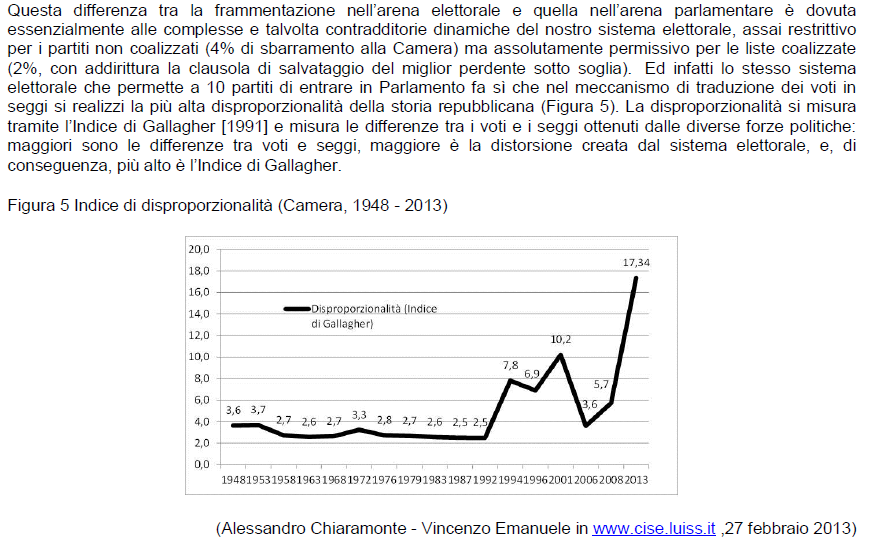 Questa differenza tra la frammentazione nell'arena elettorale e quella nell'arena parlamentare è dovuta
essenzialmente alle complesse e talvolta contraddittorie dinamiche del nostro sistema elettorale, assai restrittivo
per i partiti non coalizzati (4% di sbarramento alla Camera) ma assolutamente permissivo per le liste coalizzate
(2%, con addirittura la clausola di salvataggio del miglior perdente sotto soglia). Ed infatti lo stesso sistema
elettorale che permette a 10 partiti di entrare in Parlamento fa sì che nel meccanismo di traduzione dei voti in
seggi si realizzi la più alta disproporzionalità della storia repubblicana (Figura 5). La disproporzionalità si misura
tramite l'Indice di Gallagher [1991] e misura le differenze tra i voti e i seggi ottenuti dalle diverse forze politiche:
maggiori sono le differenze tra voti e seggi, maggiore è la distorsione creata dal sistema elettorale, e, di
conseguenza, più alto è l'Indice di Gallagher.
Figura 5 Indice di disproporzionalità (Camera, 1948 - 2013)
20,0
18,0
16,0
14,0
12,0
10,0
8,0
6,0
4,0
2,0
0,0
Disproporzionalità (Indice
di Gallagher)
3,6 3,7 2,7 2,6 2,7 3,3 2,8 2,7 2,6 2,5 2,5 7,8 6,9 10,2 3,6 5,7 17,34
1948 1953 1958 1963 1968 1972 1976 1979 1983 1987 1992 1994 1996 2001 2006 2008 2013
(Alessandro Chiaramonte - Vincenzo Emanuele in www.cise.luiss.it ,27 febbraio 2013)